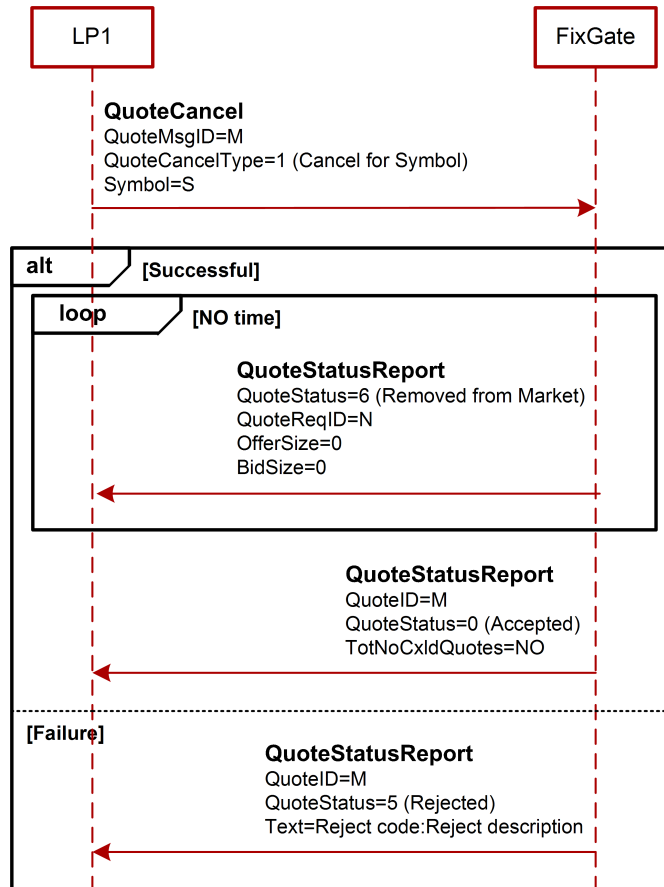 LP1
FixGate
QuoteCancel
QuoteMsgID=M
QuoteCancelType=1 (Cancel for Symbol)
Symbol=S
alt
[Successful]
loop
[NO time]
QuoteStatusReport
QuoteStatus=6 (Removed from Market)
QuoteReqID=N
OfferSize=0
BidSize=0
QuoteStatusReport
QuoteID=M
QuoteStatus=0 (Accepted)
TotNoCxldQuotes=NO
[Failure]
QuoteStatusReport
QuoteID=M
QuoteStatus=5 (Rejected)
Text=Reject code:Reject description